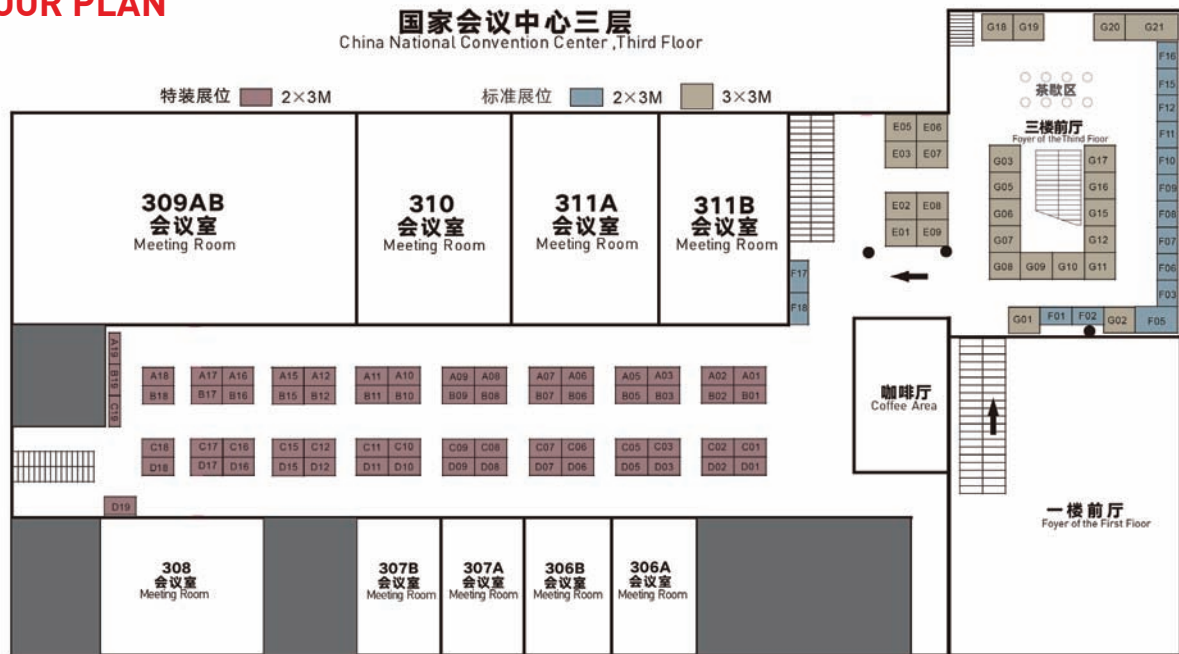 OUR PLAN
国家会议中心三层
China National Convention Center ,Third Floor
特装展位 2×3M 标准展位 2×3M 3×3M
G18 G19 G20 G21
F16
F15
F12
F11
F10
F09
F08
F07
F06
F03
茶歇区
三楼前厅
Foyer of the Third Floor
E05 E06
E03 E07
E02 E08
E01 E09
G03 G17
G05 G16
G06 G15
G07 G12
G08 G09 G10 G11
G01 F01 F02 G02 F05
309AB
会议室
Meeting Room
310
会议室
Meeting Room
311A
会议室
Meeting Room
311B
会议室
Meeting Room
F17
F18
A19
B19
C19
A18 A17 A16 A15 A12 A11 A10 A09 A08 A07 A06 A05 A03 A02 A01
B18 B17 B16 B15 B12 B11 B10 B09 B08 B07 B06 B05 B03 B02 B01
C18 C17 C16 C15 C12 C11 C10 C09 C08 C07 C06 C05 C03 C02 C01
D18 D17 D16 D15 D12 D11 D10 D09 D08 D07 D06 D05 D03 D02 D01
D19
咖啡厅
Coffee Area
一楼前厅
Foyer of the First Floor
308
会议室
Meeting Room
307B
会议室
Meeting Room
307A
会议室
Meeting Room
306B
会议室
Meeting Room
306A
会议室
Meeting Room